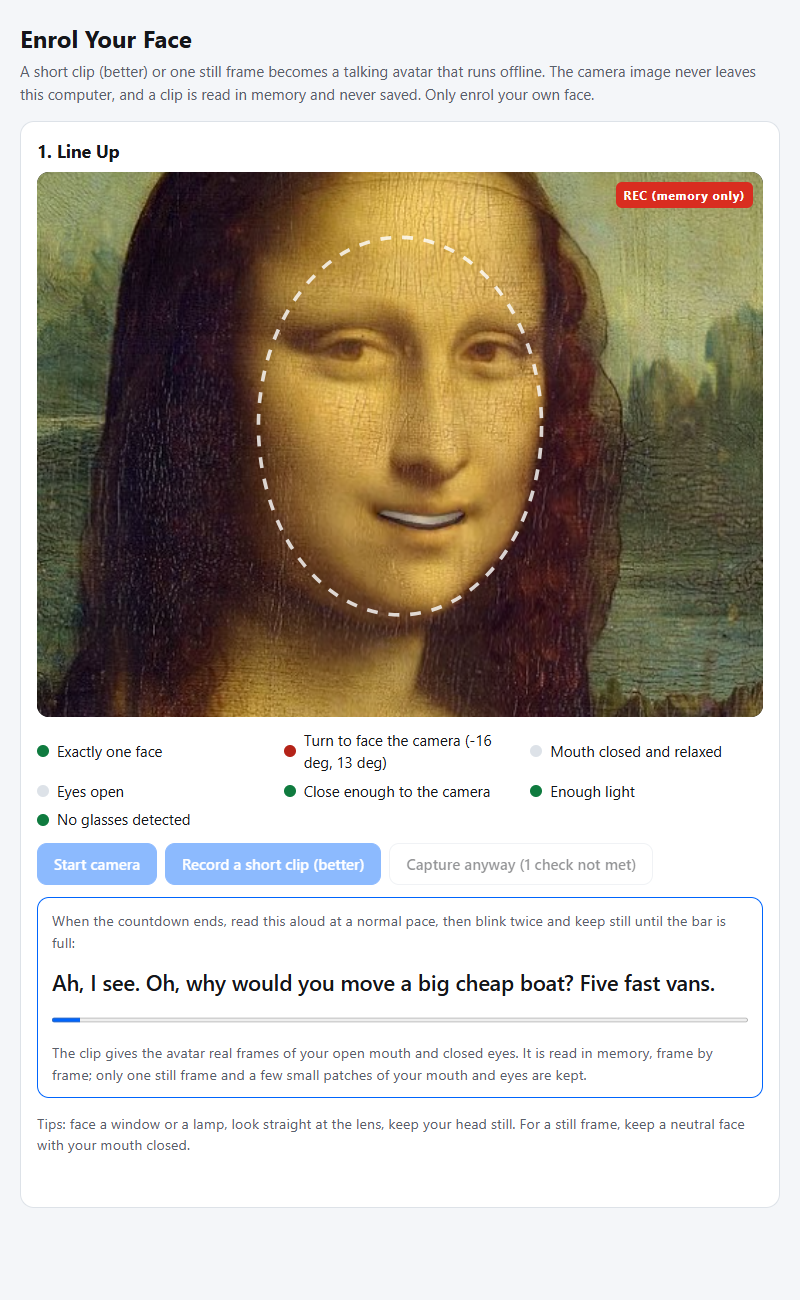 Enrol Your Face
A short clip (better) or one still frame becomes a talking avatar that runs offline. The camera image never leaves
this computer, and a clip is read in memory and never saved. Only enrol your own face.
1. Line Up
REC (memory only)
Exactly one face
Turn to face the camera (-16
deg, 13 deg)
Mouth closed and relaxed
Eyes open
Close enough to the camera
Enough light
No glasses detected
Start camera
Record a short clip (better)
Capture anyway (1 check not met)
When the countdown ends, read this aloud at a normal pace, then blink twice and keep still until the bar is
full:
Ah, I see. Oh, why would you move a big cheap boat? Five fast vans.
The clip gives the avatar real frames of your open mouth and closed eyes. It is read in memory, frame by
frame; only one still frame and a few small patches of your mouth and eyes are kept.
Tips: face a window or a lamp, look straight at the lens, keep your head still. For a still frame, keep a neutral face
with your mouth closed.